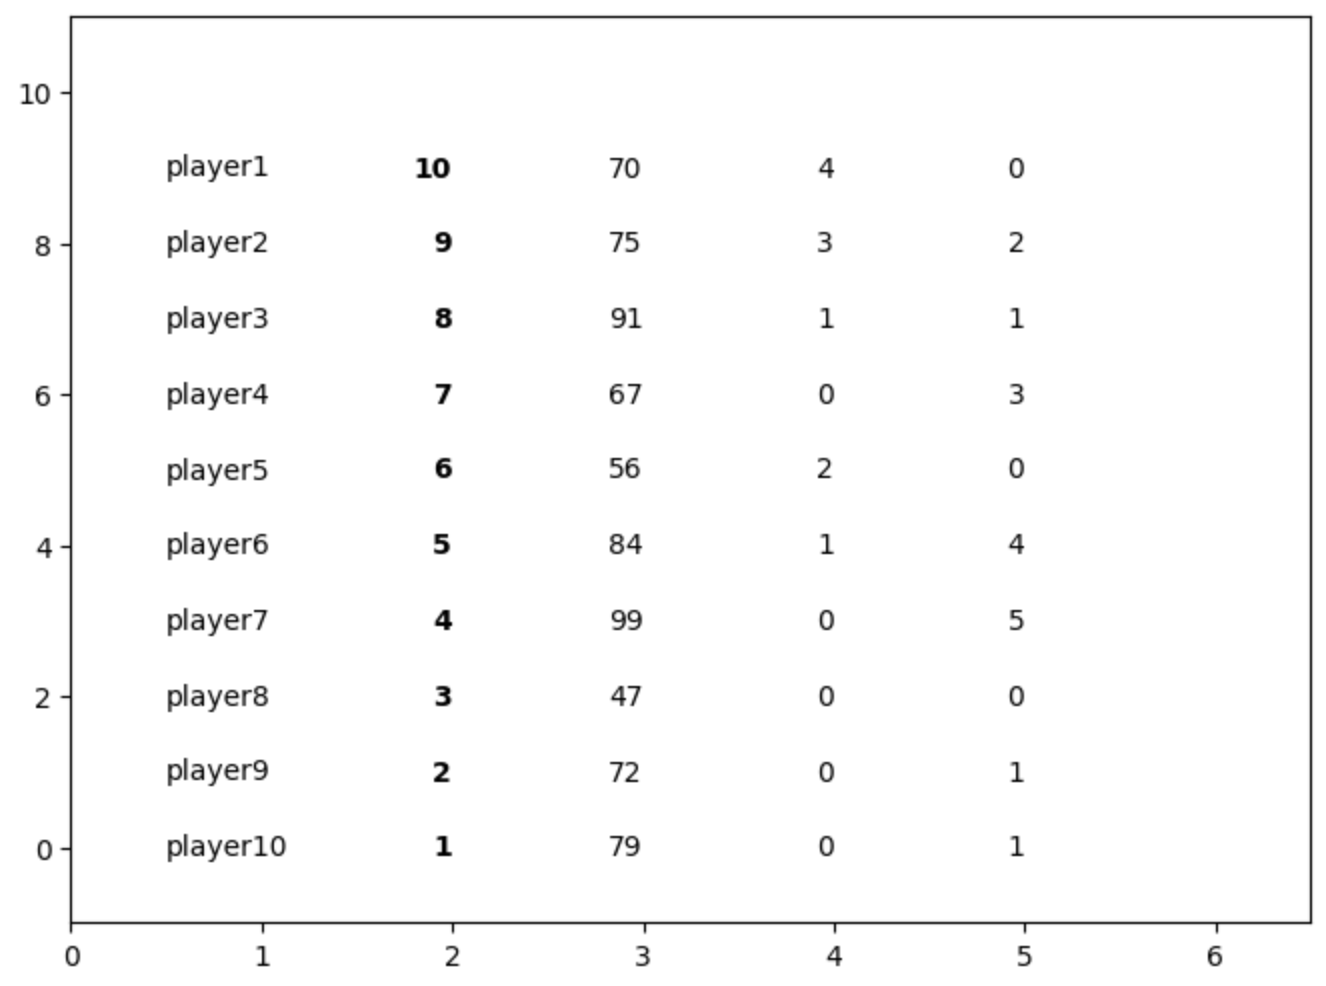 10
player1 10 70 4 0
8 player2 9 75 3 2
player3 8 91 1 1
6 player4 7 67 0 3
player5 6 56 2 0
4 player6 5 84 1 4
player7 4 99 0 5
2 player8 3 47 0 0
player9 2 72 0 1
0 player10 1 79 0 1
0 1 2 3 4 5 6